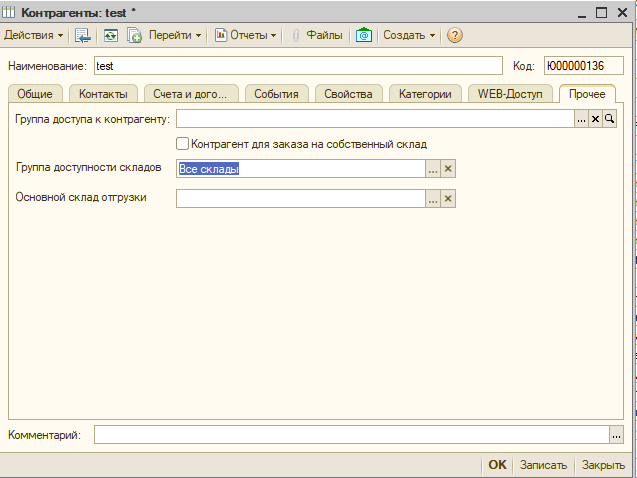 Контрагенты: test *
Действия Перейти Отчеты Файлы Создать ?
Наименование: test Код: Ю00000136
Общие Контакты Счета и дого... События Свойства Категории WEB-Доступ Прочее
Группа доступа к контрагенту: ...
Контрагент для заказа на собственный склад
Группа доступности складов Все склады ...
Основной склад отгрузки ...
Комментарий: ...
OK Записать Закрыть